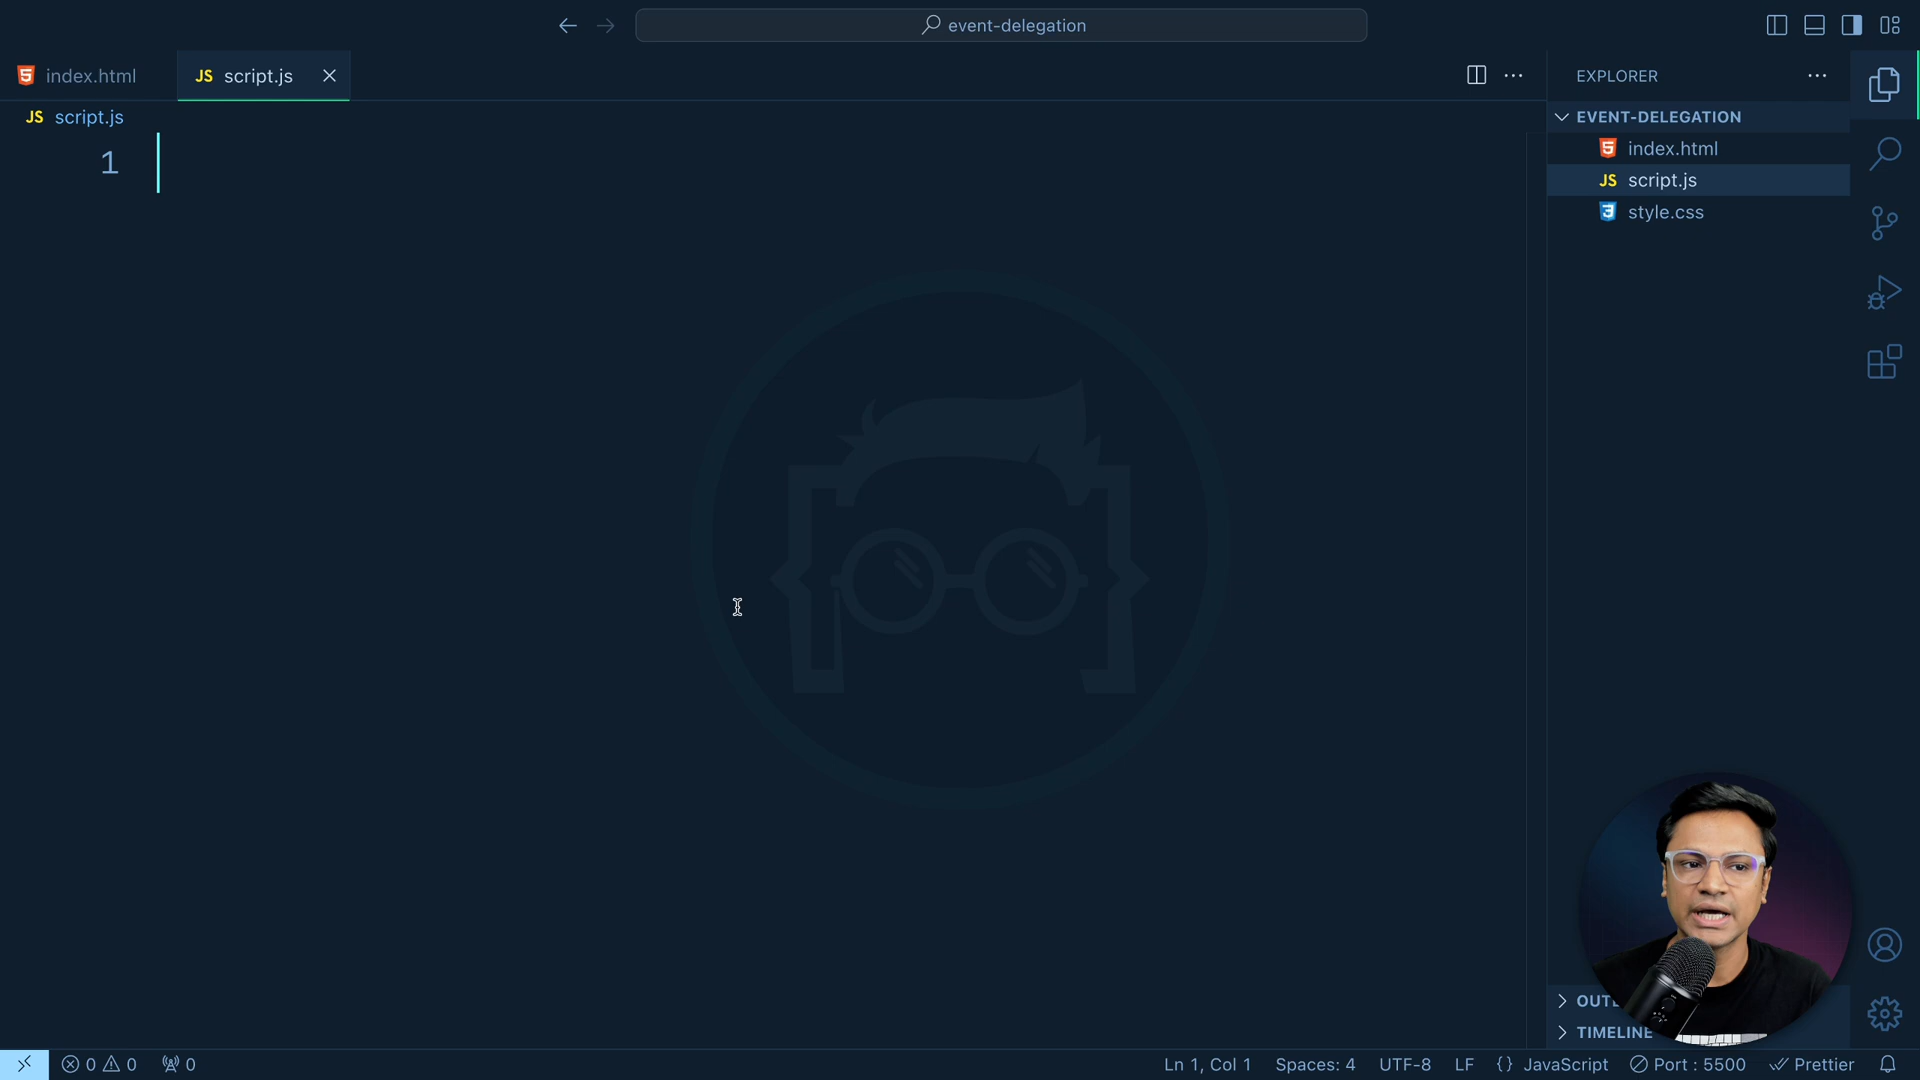 event-delegation
index.html
JS script.js
EXPLORER
JS script.js
EVENT-DELEGATION
1
index.html
JS script.js
style.css
OUTL
TIMELINE
0 0 0
Ln 1, Col 1 Spaces: 4 UTF-8 LF {} JavaScript Port : 5500 Prettier